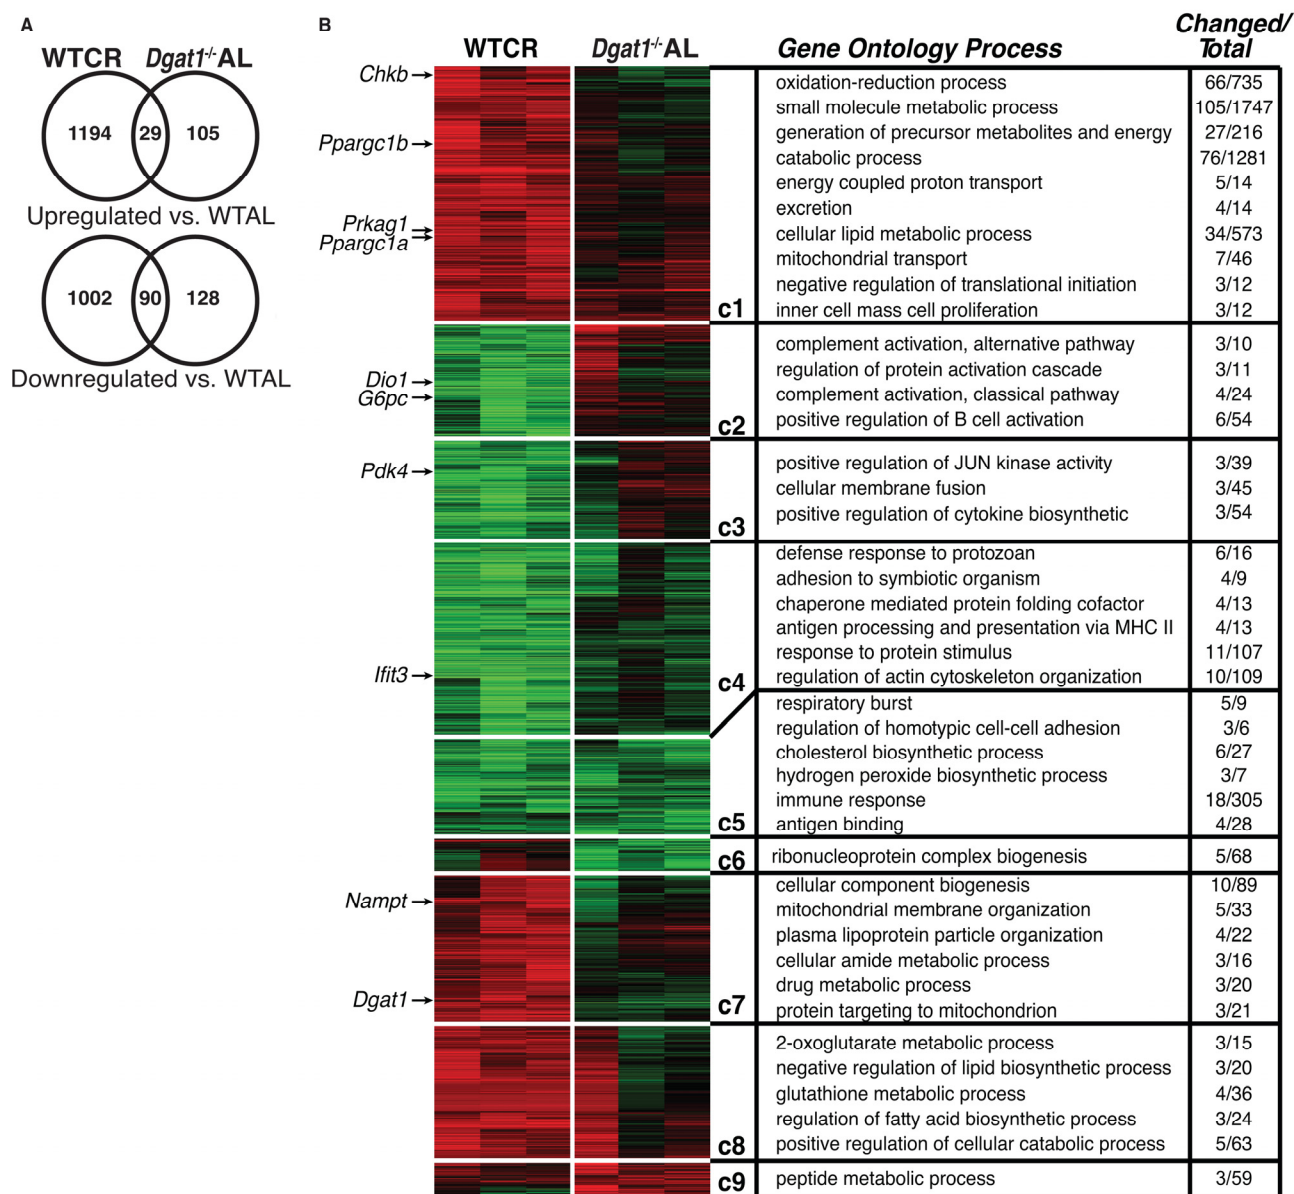 A
WTCR Dgat1-/-AL
1194 29 105
Upregulated vs. WTAL
1002 90 128
Downregulated vs. WTAL
B
WTCR Dgat1-/-AL Gene Ontology Process Changed/
Total
Chkb
Ppargc1b
Prkag1
Ppargc1a
Dio1
G6pc
Pdk4
Ifit3
Nampt
Dgat1
c1
oxidation-reduction process 66/735
small molecule metabolic process 105/1747
generation of precursor metabolites and energy 27/216
catabolic process 76/1281
energy coupled proton transport 5/14
excretion 4/14
cellular lipid metabolic process 34/573
mitochondrial transport 7/46
negative regulation of translational initiation 3/12
inner cell mass cell proliferation 3/12
c2
complement activation, alternative pathway 3/10
regulation of protein activation cascade 3/11
complement activation, classical pathway 4/24
positive regulation of B cell activation 6/54
c3
positive regulation of JUN kinase activity 3/39
cellular membrane fusion 3/45
positive regulation of cytokine biosynthetic 3/54
c4
defense response to protozoan 6/16
adhesion to symbiotic organism 4/9
chaperone mediated protein folding cofactor 4/13
antigen processing and presentation via MHC II 4/13
response to protein stimulus 11/107
regulation of actin cytoskeleton organization 10/109
c5
respiratory burst 5/9
regulation of homotypic cell-cell adhesion 3/6
cholesterol biosynthetic process 6/27
hydrogen peroxide biosynthetic process 3/7
immune response 18/305
antigen binding 4/28
c6
ribonucleoprotein complex biogenesis 5/68
c7
cellular component biogenesis 10/89
mitochondrial membrane organization 5/33
plasma lipoprotein particle organization 4/22
cellular amide metabolic process 3/16
drug metabolic process 3/20
protein targeting to mitochondrion 3/21
c8
2-oxoglutarate metabolic process 3/15
negative regulation of lipid biosynthetic process 3/20
glutathione metabolic process 4/36
regulation of fatty acid biosynthetic process 3/24
positive regulation of cellular catabolic process 5/63
c9
peptide metabolic process 3/59